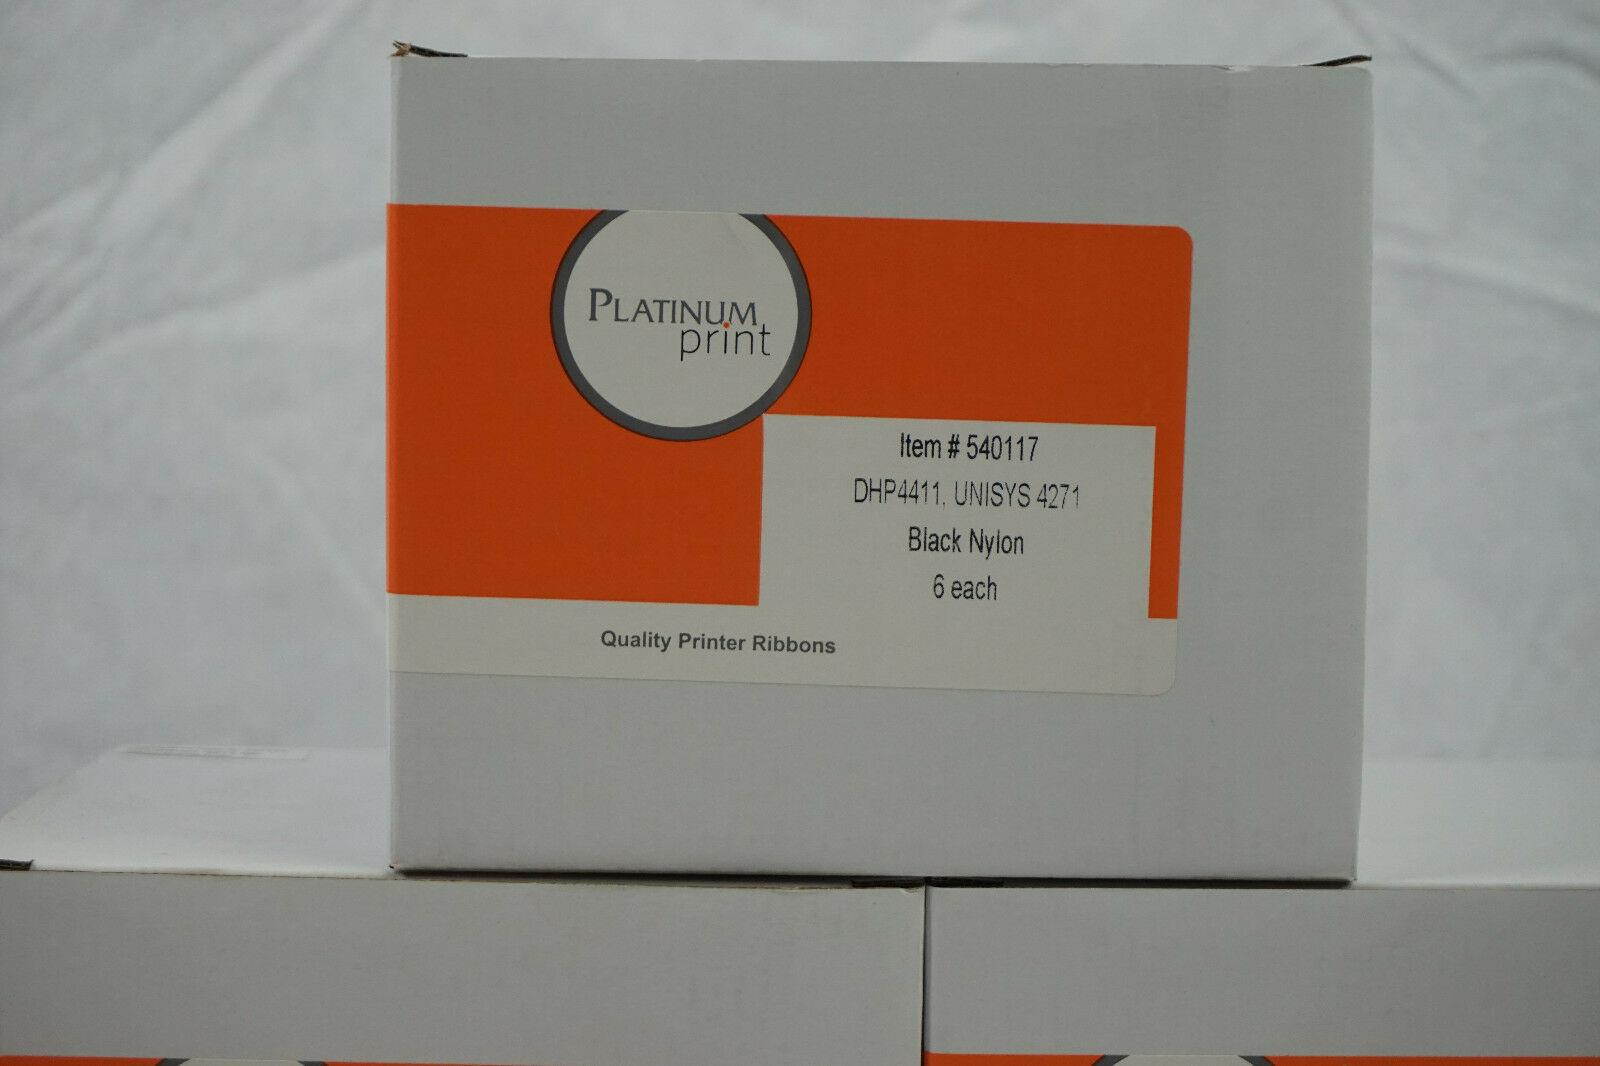 PLATINUM
print
Item # 540117
DHP4411, UNISYS 4271
Black Nylon
6 each
Quality Printer Ribbons